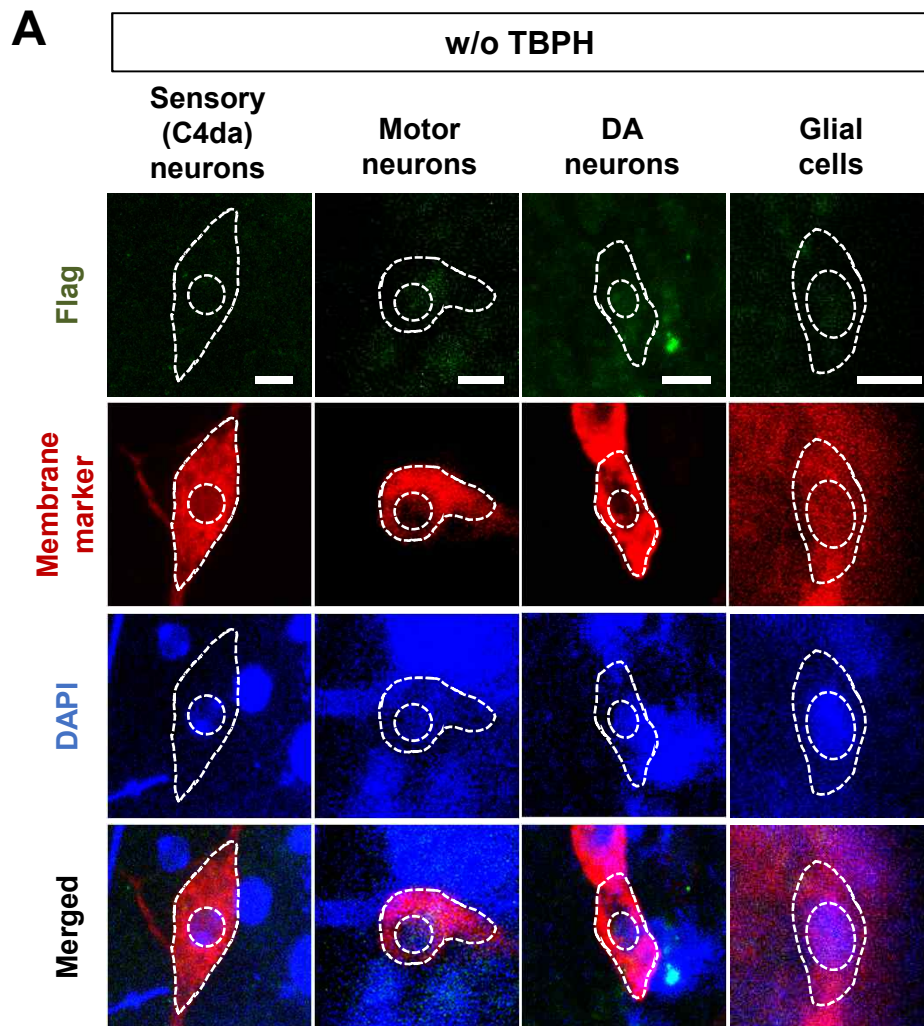 A
w/o TBPH
Sensory
(C4da)
neurons
Motor
neurons
DA
neurons
Glial
cells
Flag
Membrane
marker
DAPI
Merged